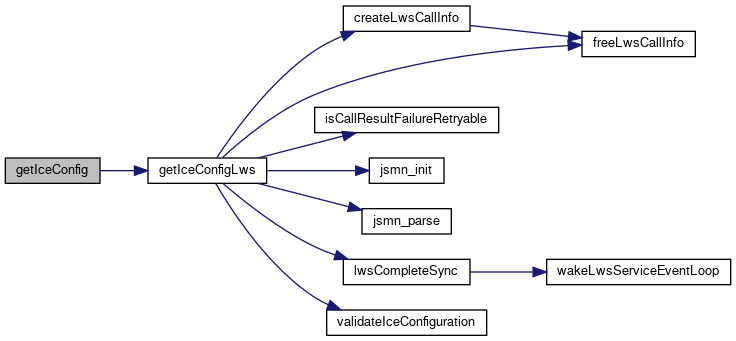 createLwsCallInfo
freeLwsCallInfo
isCallResultFailureRetryable
getIceConfig
getIceConfigLws
jsmn_init
jsmn_parse
lwsCompleteSync
wakeLwsServiceEventLoop
validateIceConfiguration